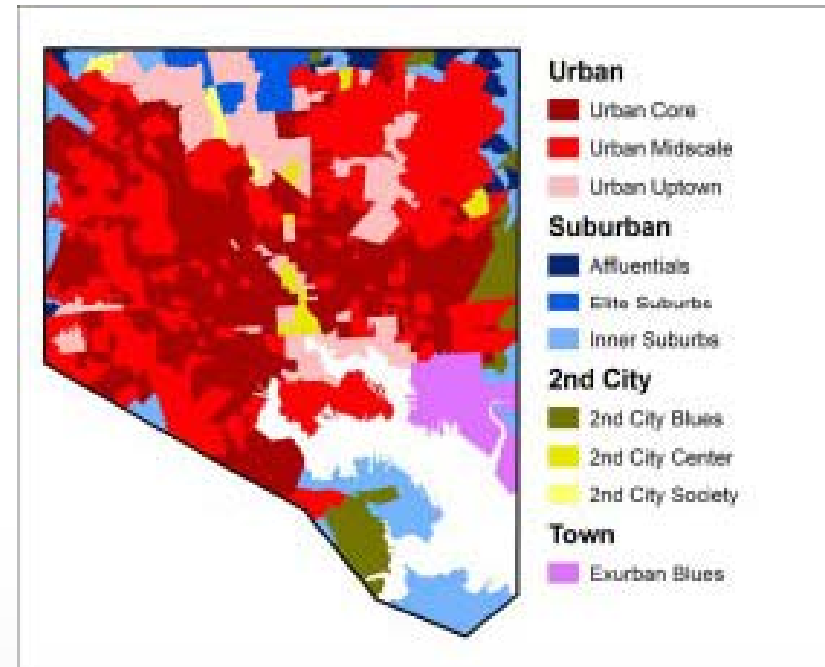 Urban
Urban Core
Urban Midscale
Urban Uptown
Suburban
Affluentials
Elite Suburbs
Inner Suburbs
2nd City
2nd City Blues
2nd City Center
2nd City Society
Town
Exurban Blues